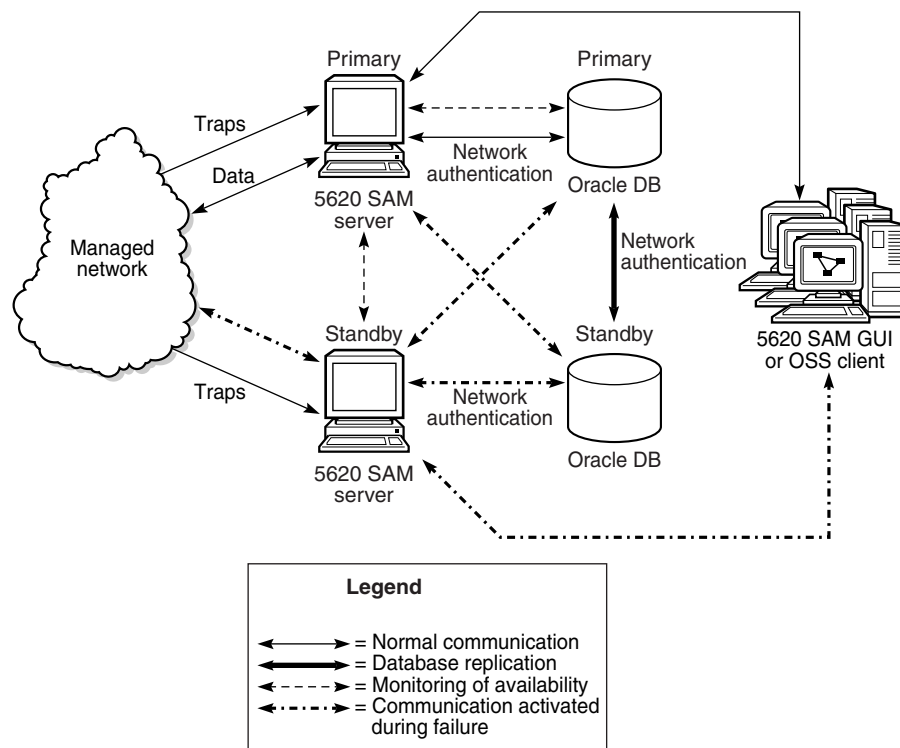 Primary
Primary
Traps
Data
Network
authentication
Oracle DB
5620 SAM
server
Managed
network
Network
authentication
Standby
Standby
5620 SAM GUI
or OSS client
Traps
Network
authentication
Oracle DB
5620 SAM
server
Legend
= Normal communication
= Database replication
= Monitoring of availability
= Communication activated
during failure